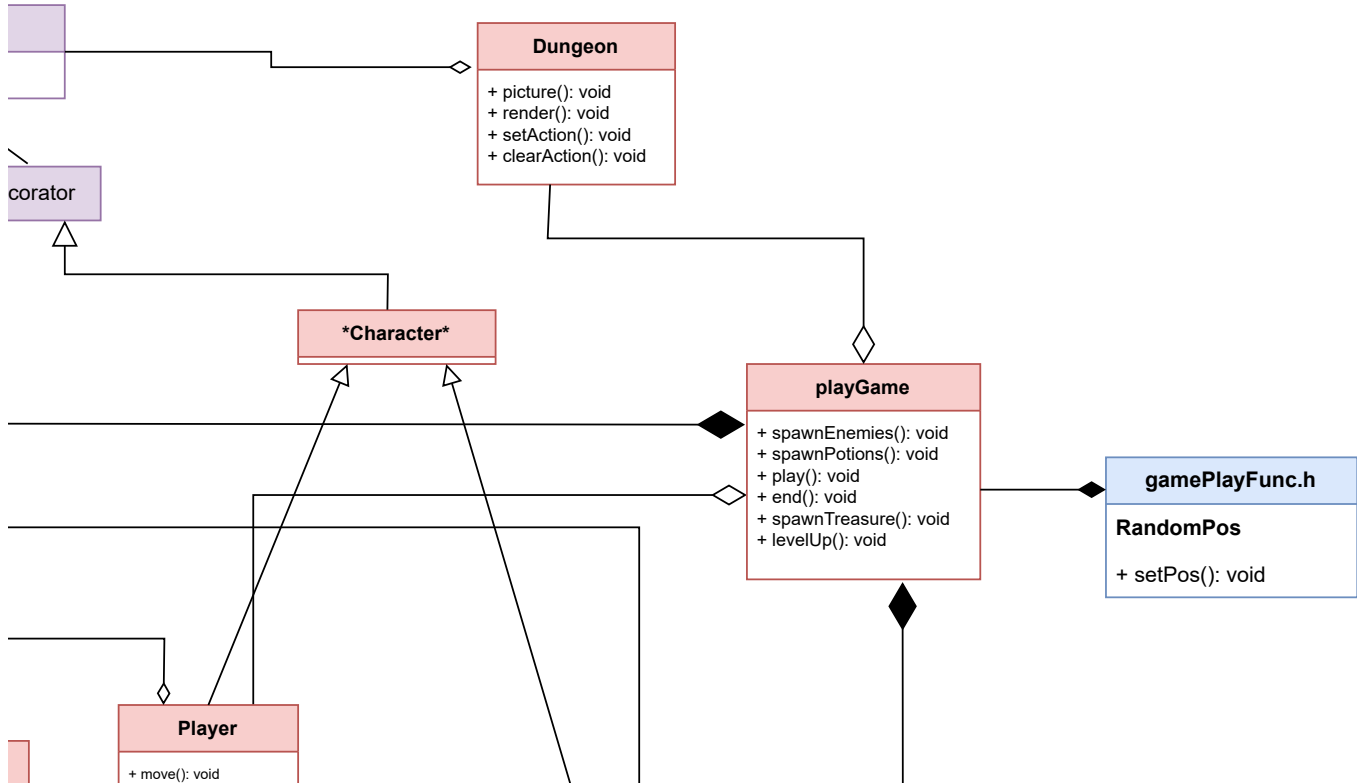 Dungeon
+ picture(): void
+ render(): void
+ setAction(): void
+ clearAction(): void
corator
*Character*
playGame
+ spawnEnemies(): void
+ spawnPotions(): void
+ play(): void
+ end(): void
+ spawnTreasure(): void
+ levelUp(): void
gamePlayFunc.h
RandomPos
+ setPos(): void
Player
+ move(): void